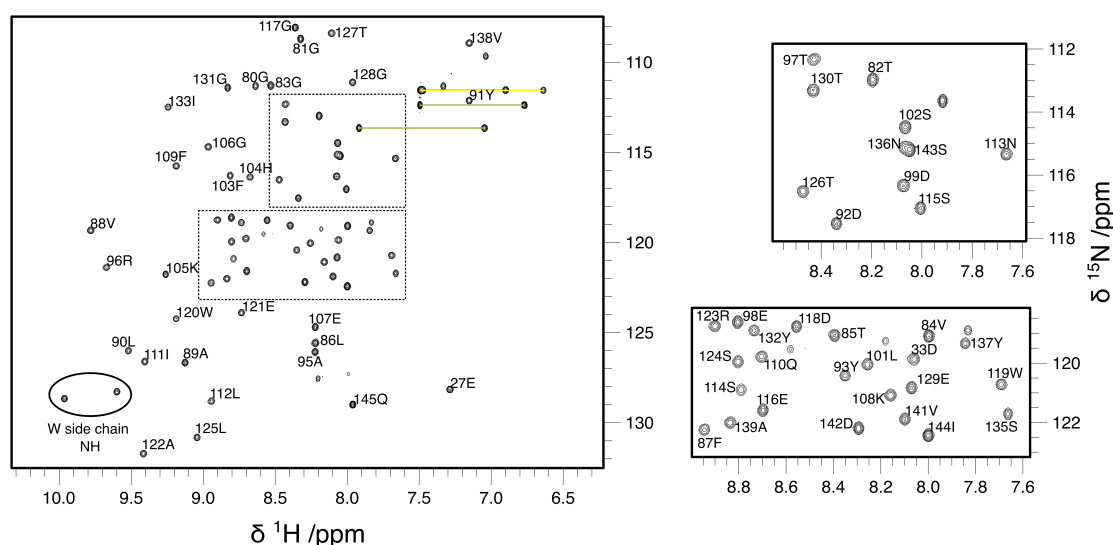 117G
127T
138V
81G
131G
80G
83G
128G
91Y
133I
106G
109F
104H
103F
88V
96R
105K
120W
121E
107E
86L
90L
111I
89A
95A
27E
112L
145Q
W side chain
NH
125L
122A
110
115
120
125
130
10.0 9.5 9.0 8.5 8.0 7.5 7.0 6.5
δ 1H /ppm
97T
82T
130T
102S
136N
143S
113N
126T
99D
115S
92D
112
114
116
118
8.4 8.2 8.0 7.8 7.6
δ 15N /ppm
123R
98E
118D
84V
132Y
85T
137Y
124S
110Q
93Y
101L
33D
119W
114S
129E
108K
116E
135S
139A
142D
141V
144I
87F
120
122
8.8 8.6 8.4 8.2 8.0 7.8 7.6